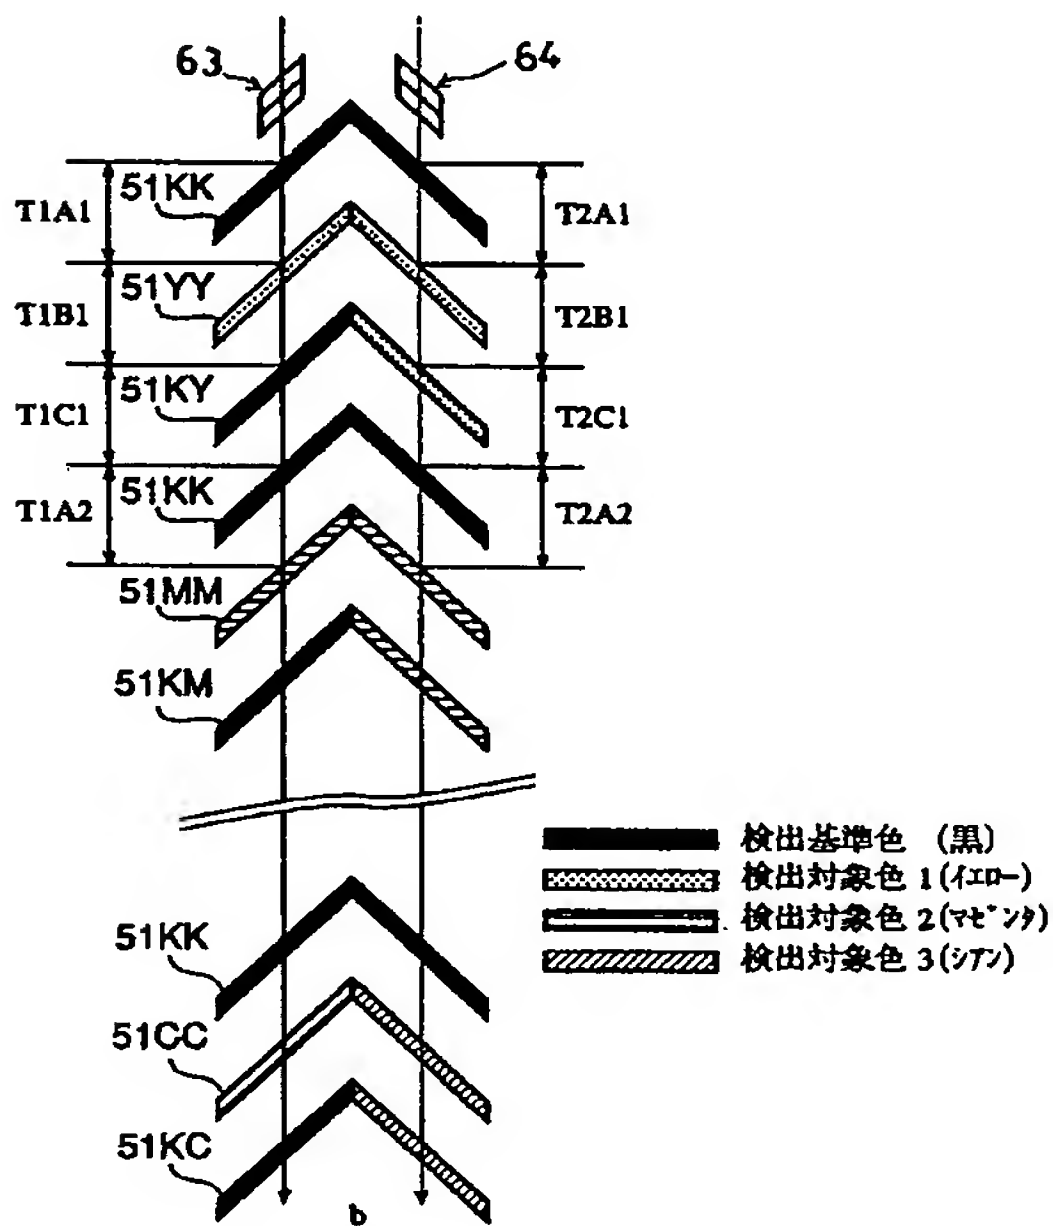 63
64
51KK
T1A1
T2A1
51YY
T1B1
T2B1
51KY
T1C1
T2C1
51KK
T1A2
T2A2
51MM
51KM
検出基準色 (黒)
検出対象色 1(イエロー)
検出対象色 2(マゼンタ)
検出対象色 3(シアン)
51KK
51CC
51KC
b